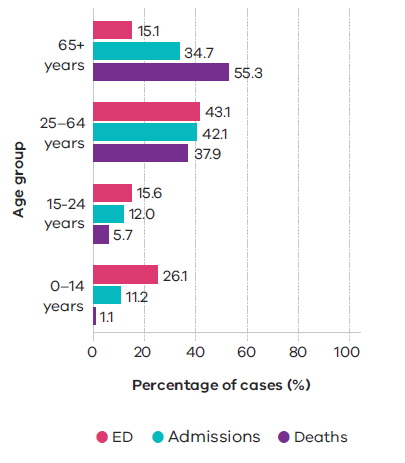 65+
years
15.1
34.7
55.3
25–64
years
43.1
42.1
37.9
15-24
years
15.6
12.0
5.7
0–14
years
26.1
11.2
1.1
Age group
0 20 40 60 80 100
Percentage of cases (%)
ED Admissions Deaths